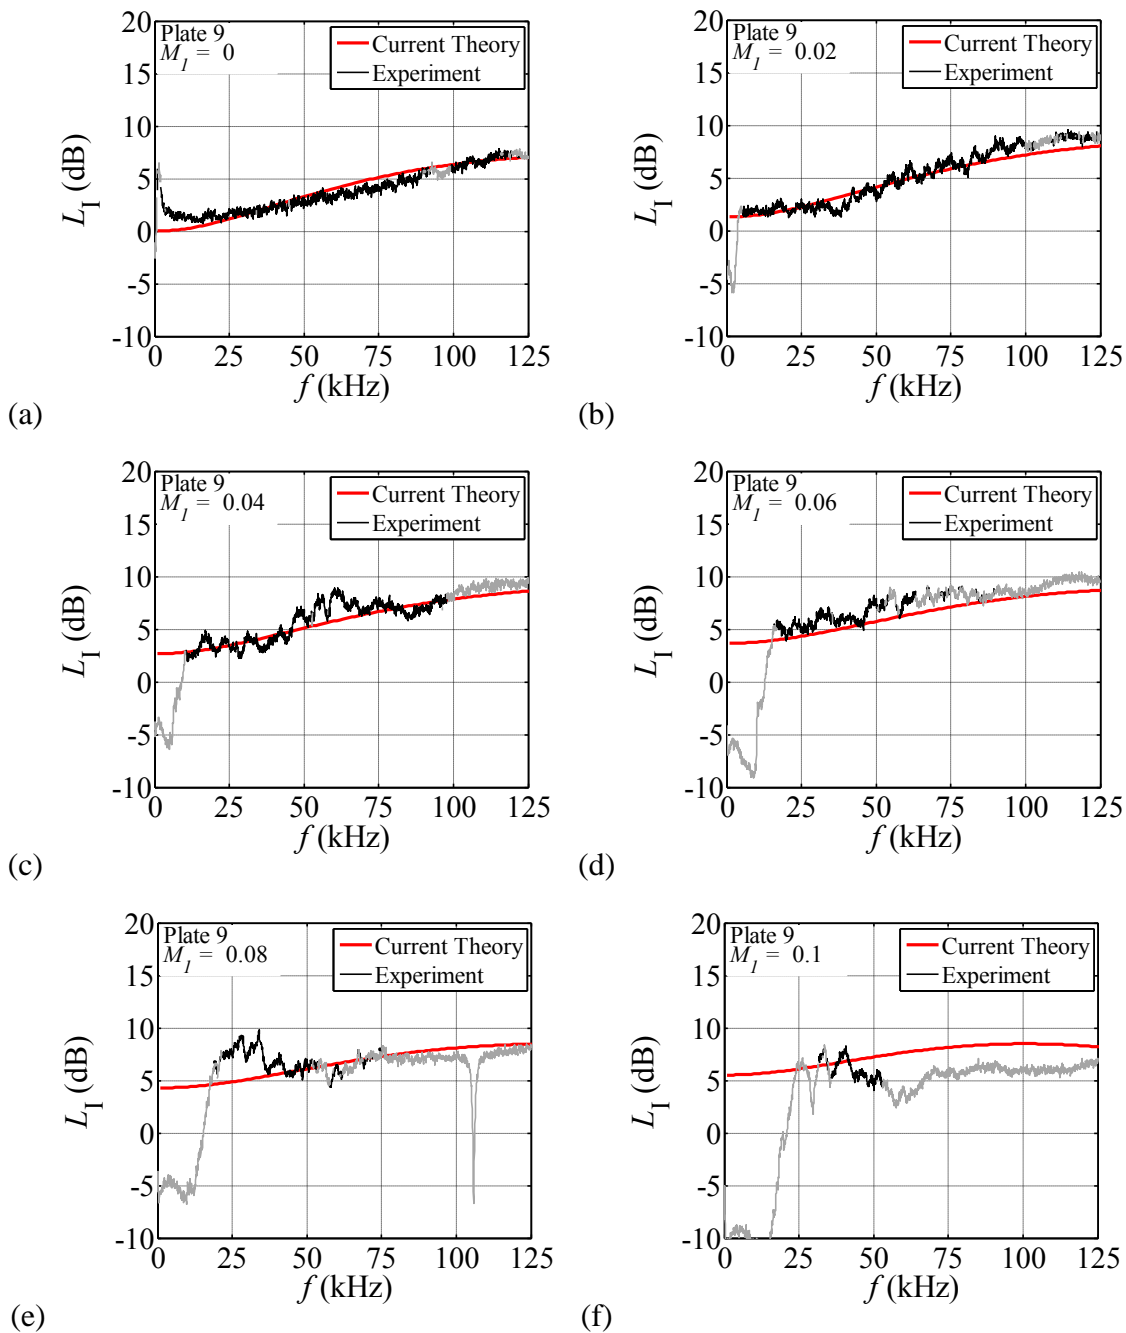 Plate 9
M1 = 0
Current Theory
Experiment
20
15
10
5
0
-5
-10
LI (dB)
0 25 50 75 100 125
f (kHz)
(a)
Plate 9
M1 = 0.02
Current Theory
Experiment
20
15
10
5
0
-5
-10
LI (dB)
0 25 50 75 100 125
f (kHz)
(b)
Plate 9
M1 = 0.04
Current Theory
Experiment
20
15
10
5
0
-5
-10
LI (dB)
0 25 50 75 100 125
f (kHz)
(c)
Plate 9
M1 = 0.06
Current Theory
Experiment
20
15
10
5
0
-5
-10
LI (dB)
0 25 50 75 100 125
f (kHz)
(d)
Plate 9
M1 = 0.08
Current Theory
Experiment
20
15
10
5
0
-5
-10
LI (dB)
0 25 50 75 100 125
f (kHz)
(e)
Plate 9
M1 = 0.1
Current Theory
Experiment
20
15
10
5
0
-5
-10
LI (dB)
0 25 50 75 100 125
f (kHz)
(f)